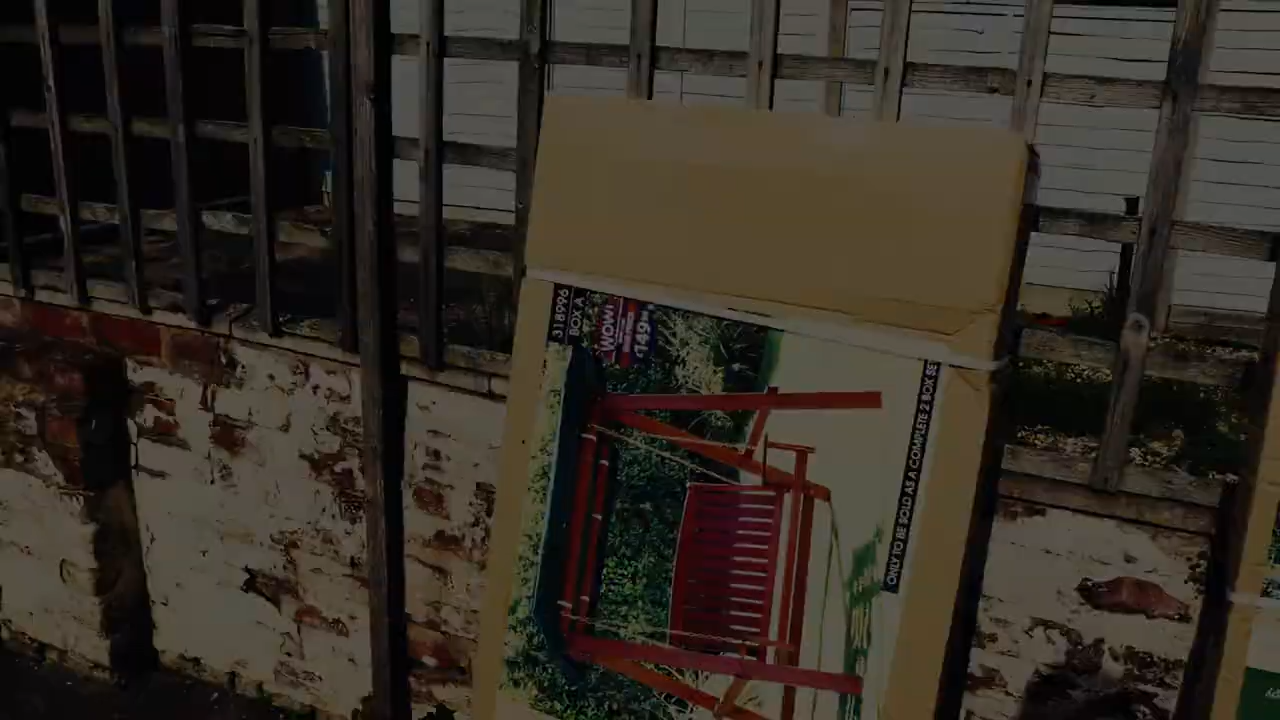 318996
BOX A
WOW!
£149.
ONLY TO BE SOLD AS A COMPLETE 2 BOX SE